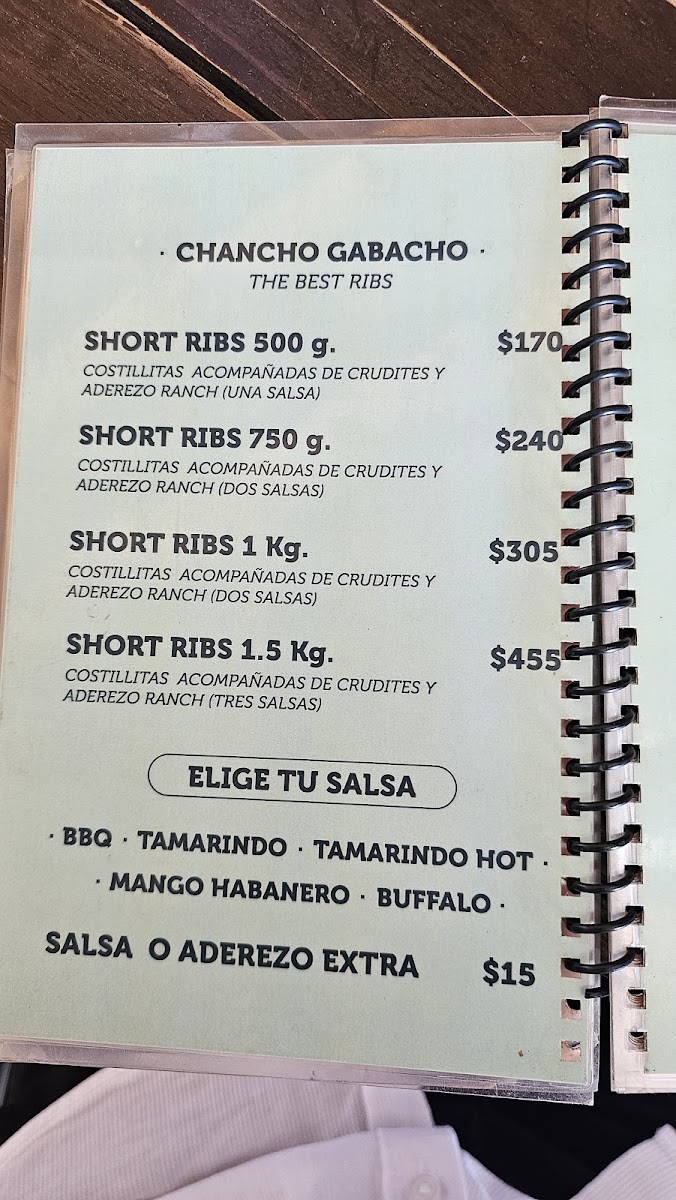 · CHANCHO GABACHO ·
THE BEST RIBS
SHORT RIBS 500 g. $170
COSTILLITAS ACOMPAÑADAS DE CRUDITES Y
ADEREZO RANCH (UNA SALSA)
SHORT RIBS 750 g. $240
COSTILLITAS ACOMPAÑADAS DE CRUDITES Y
ADEREZO RANCH (DOS SALSAS)
SHORT RIBS 1 Kg. $305
COSTILLITAS ACOMPAÑADAS DE CRUDITES Y
ADEREZO RANCH (DOS SALSAS)
SHORT RIBS 1.5 Kg. $455
COSTILLITAS ACOMPAÑADAS DE CRUDITES Y
ADEREZO RANCH (TRES SALSAS)
ELIGE TU SALSA
· BBQ · TAMARINDO · TAMARINDO HOT ·
· MANGO HABANERO · BUFFALO ·
SALSA O ADEREZO EXTRA $15